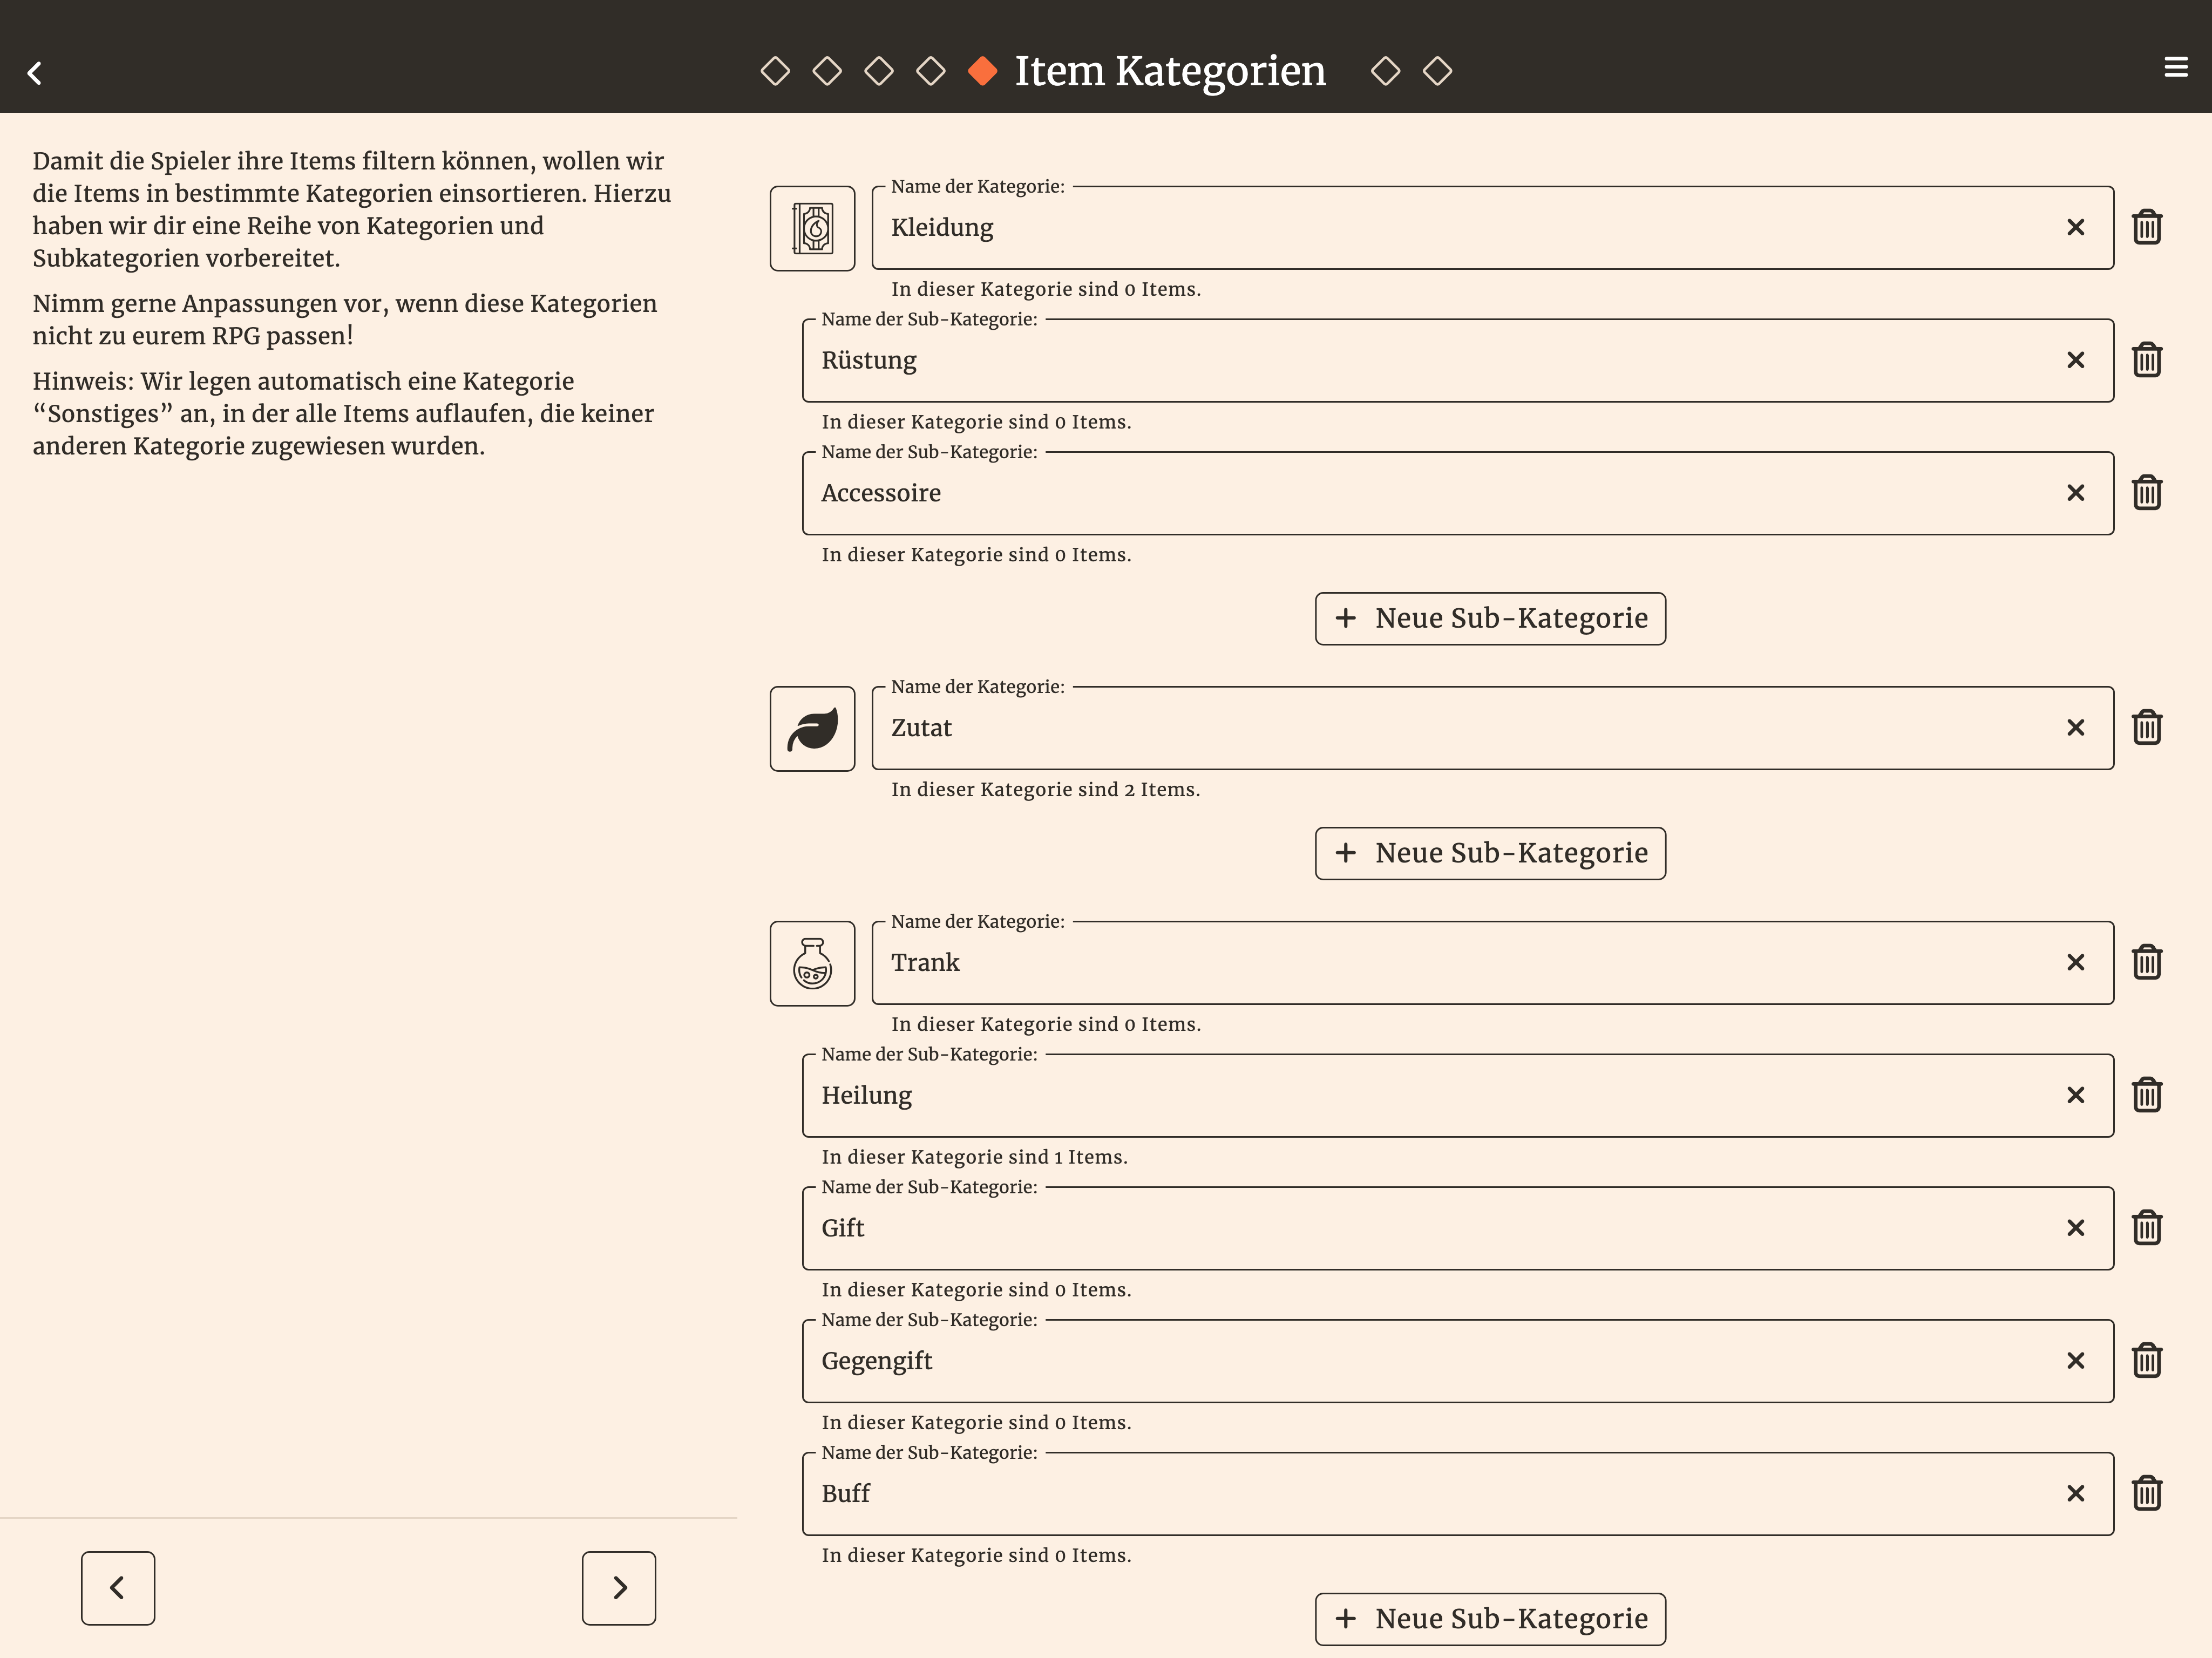 Item Kategorien
Damit die Spieler ihre Items filtern können, wollen wir
die Items in bestimmte Kategorien einsortieren. Hierzu
haben wir dir eine Reihe von Kategorien und
Subkategorien vorbereitet.
Nimm gerne Anpassungen vor, wenn diese Kategorien
nicht zu eurem RPG passen!
Hinweis: Wir legen automatisch eine Kategorie
“Sonstiges” an, in der alle Items auflaufen, die keiner
anderen Kategorie zugewiesen wurden.
Name der Kategorie:
Kleidung
In dieser Kategorie sind 0 Items.
Name der Sub-Kategorie:
Rüstung
In dieser Kategorie sind 0 Items.
Name der Sub-Kategorie:
Accessoire
In dieser Kategorie sind 0 Items.
+ Neue Sub-Kategorie
Name der Kategorie:
Zutat
In dieser Kategorie sind 2 Items.
+ Neue Sub-Kategorie
Name der Kategorie:
Trank
In dieser Kategorie sind 0 Items.
Name der Sub-Kategorie:
Heilung
In dieser Kategorie sind 1 Items.
Name der Sub-Kategorie:
Gift
In dieser Kategorie sind 0 Items.
Name der Sub-Kategorie:
Gegengift
In dieser Kategorie sind 0 Items.
Name der Sub-Kategorie:
Buff
In dieser Kategorie sind 0 Items.
+ Neue Sub-Kategorie